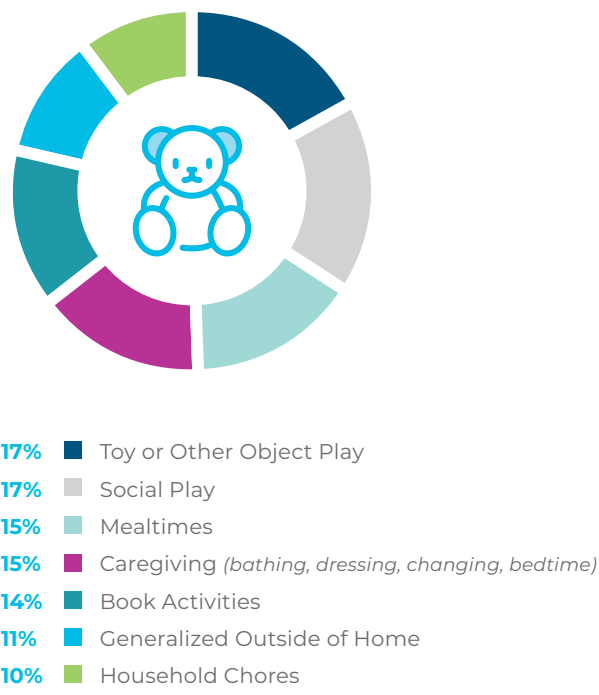 17% Toy or Other Object Play
17% Social Play
15% Mealtimes
15% Caregiving (bathing, dressing, changing, bedtime)
14% Book Activities
11% Generalized Outside of Home
10% Household Chores